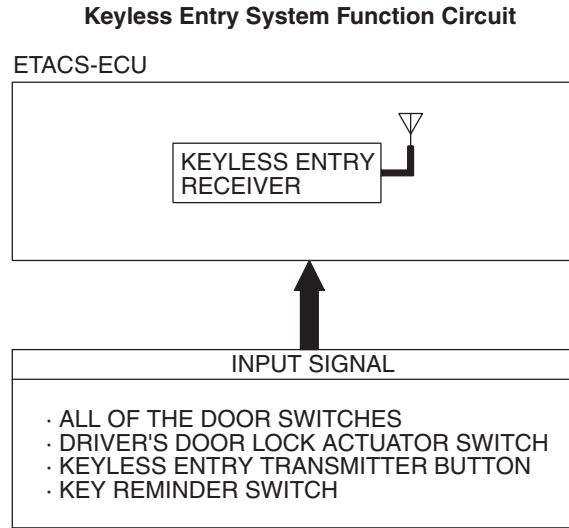 Keyless Entry System Function Circuit
ETACS-ECU
KEYLESS ENTRY
RECEIVER
INPUT SIGNAL
· ALL OF THE DOOR SWITCHES
· DRIVER'S DOOR LOCK ACTUATOR SWITCH
· KEYLESS ENTRY TRANSMITTER BUTTON
· KEY REMINDER SWITCH